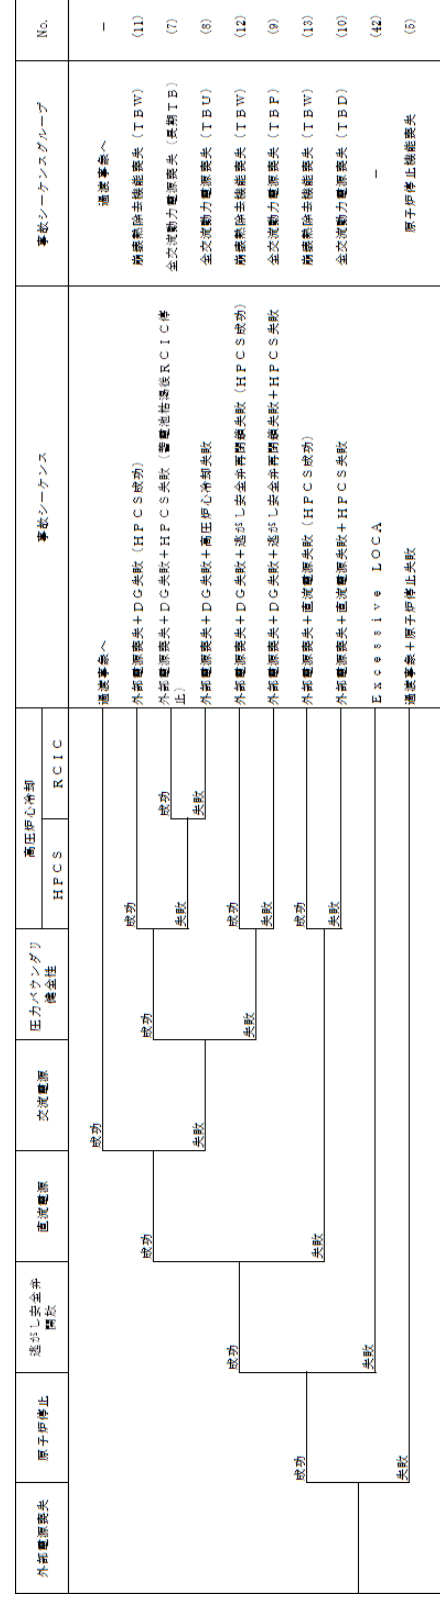 外部電源喪失
原子炉停止
逃がし安全弁
開放
直流電源
交流電源
圧力バウンダリ
健全性
高圧炉心冷却
HPCS
RCIC
事故シーケンス
事故シーケンスグループ
No.
成功
過渡事象へ
過渡事象へ
－
成功
外部電源喪失+DG失敗(HPCS成功)
崩壊熱除去機能喪失(TBW)
(11)
成功
成功
成功
外部電源喪失+DG失敗+HPCS失敗(蓄電池枯渇後RCIC停
止)
全交流動力電源喪失(長期TB)
(7)
失敗
失敗
失敗
外部電源喪失+DG失敗+高圧炉心冷却失敗
全交流動力電源喪失(TBU)
(8)
成功
成功
外部電源喪失+DG失敗+逃がし安全弁再閉鎖失敗(HPCS成功)
崩壊熱除去機能喪失(TBW)
(12)
失敗
失敗
外部電源喪失+DG失敗+逃がし安全弁再閉鎖失敗+HPCS失敗
全交流動力電源喪失(TBP)
(9)
成功
成功
外部電源喪失+直流電源失敗(HPCS成功)
崩壊熱除去機能喪失(TBW)
(13)
失敗
失敗
外部電源喪失+直流電源失敗+HPCS失敗
全交流動力電源喪失(TBD)
(10)
失敗
Excessive LOCA
－
(42)
失敗
過渡事象+原子炉停止失敗
原子炉停止機能喪失
(5)